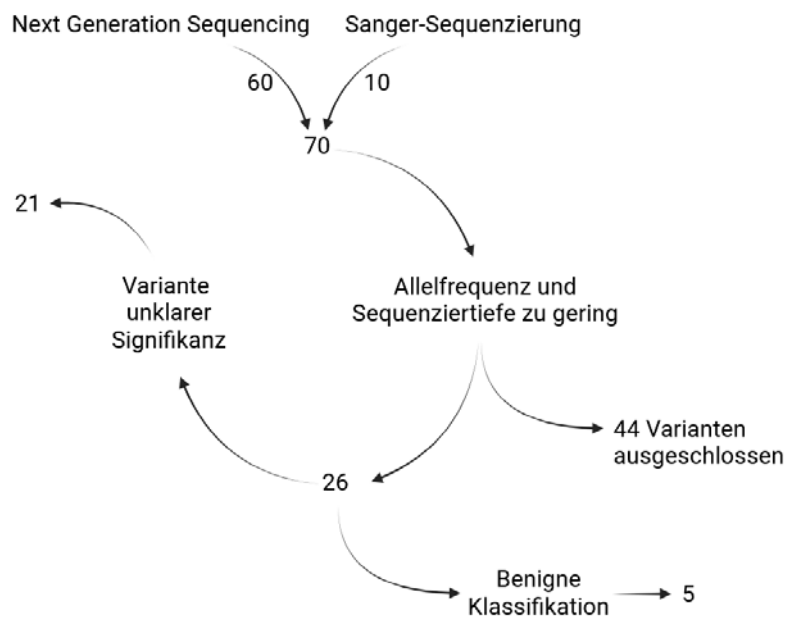 Next Generation Sequencing
Sanger-Sequenzierung
60
10
70
21
Variante
unklarer
Signifikanz
Allelfrequenz und
Sequenziertiefe zu gering
44 Varianten
ausgeschlossen
26
Benigne
Klassifikation
5